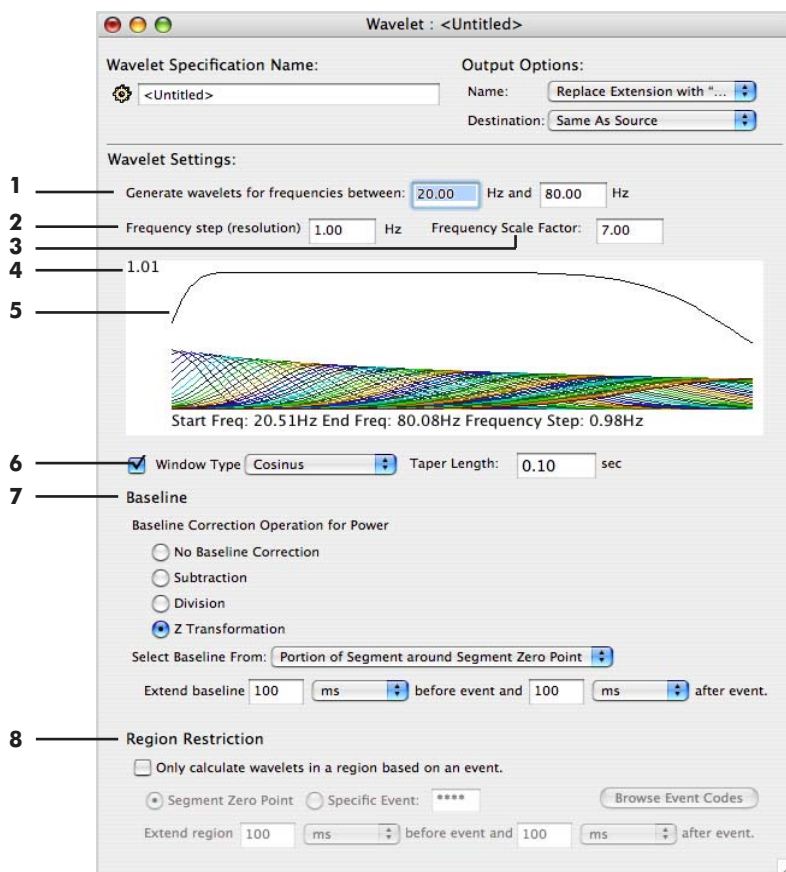 Wavelet : <Untitled>
Wavelet Specification Name:
Output Options:
<Untitled>
Name: Replace Extension with “...
Destination: Same As Source
Wavelet Settings:
1 Generate wavelets for frequencies between: 20.00 Hz and 80.00 Hz
2 Frequency step (resolution) 1.00 Hz Frequency Scale Factor: 7.00
3
4 1.01
5
Start Freq: 20.51Hz End Freq: 80.08Hz Frequency Step: 0.98Hz
6 Window Type Cosinus Taper Length: 0.10 sec
7 Baseline
Baseline Correction Operation for Power
No Baseline Correction
Subtraction
Division
Z Transformation
Select Baseline From: Portion of Segment around Segment Zero Point
Extend baseline 100 ms before event and 100 ms after event.
8 Region Restriction
Only calculate wavelets in a region based on an event.
Segment Zero Point Specific Event: **** Browse Event Codes
Extend region 100 ms before event and 100 ms after event.